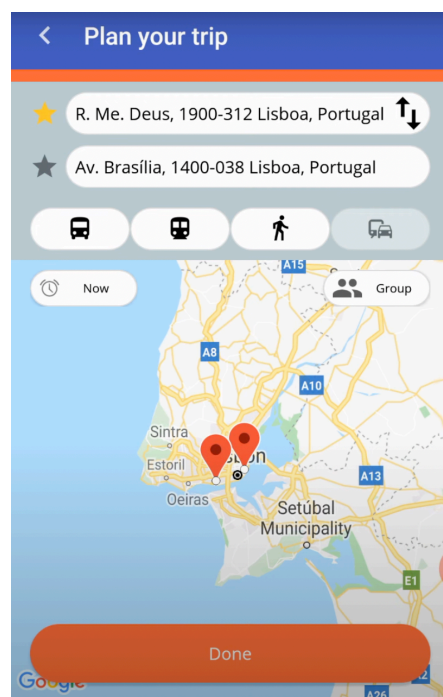 Plan your trip
R. Me. Deus, 1900-312 Lisboa, Portugal
Av. Brasília, 1400-038 Lisboa, Portugal
Now
Group
A15
A8
A10
Sintra
Estoril
A13
Oeiras
Setúbal
Municipality
E1
Done
Google
A26